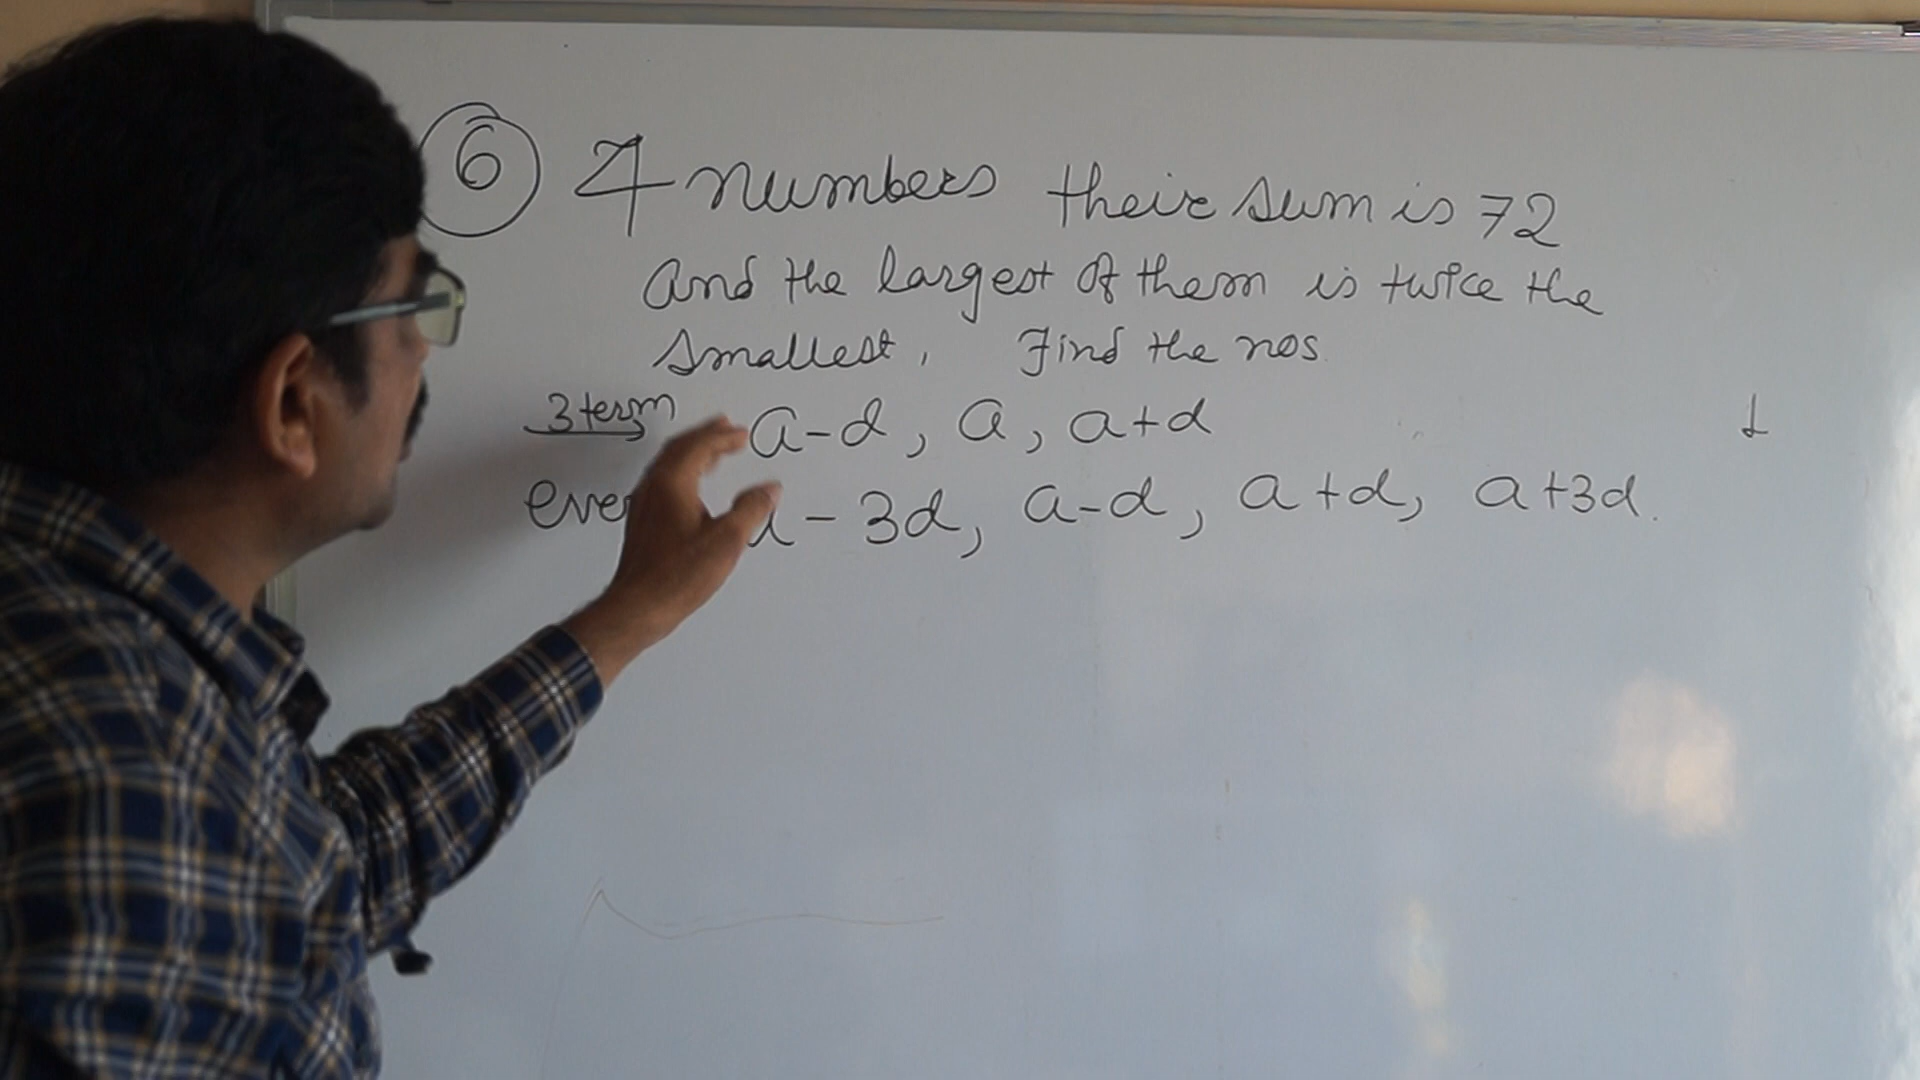 6 4 numbers their sum is 72
and the largest of them is twice the
smallest, Find the nos.
3 term a-d, a, a+d
- 3d, a-d, a+d, a+3d.